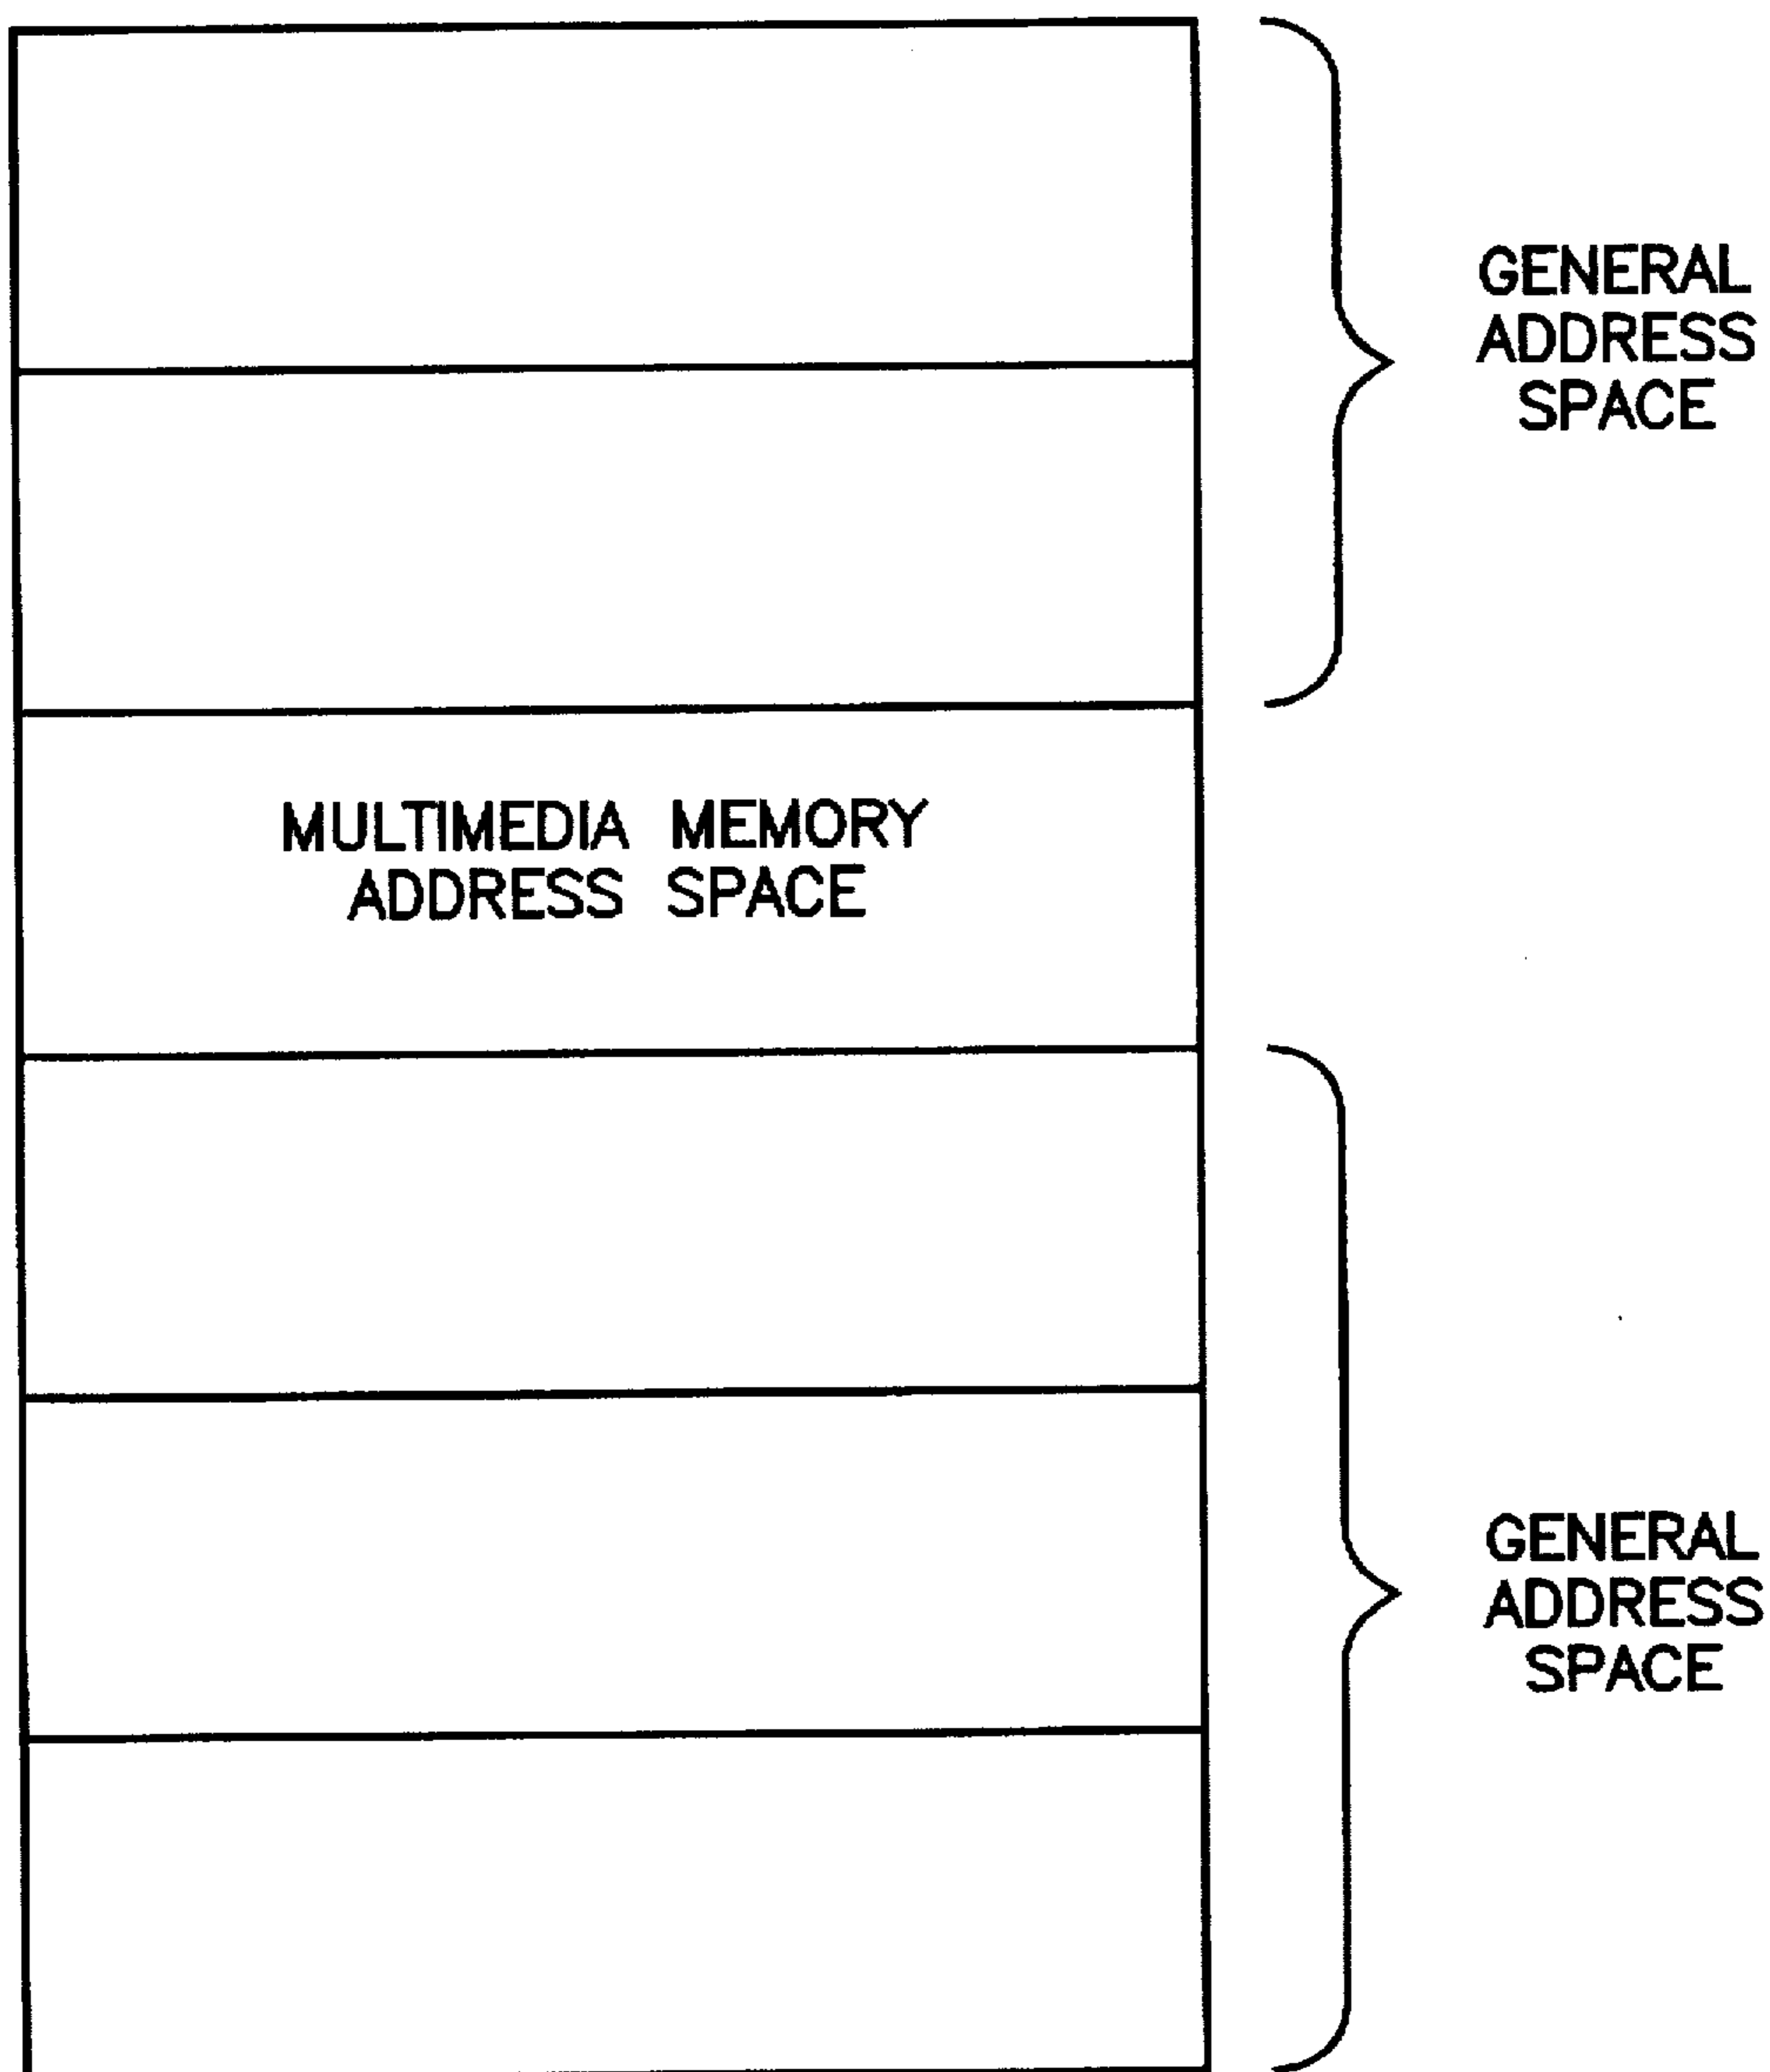 GENERAL
ADDRESS
SPACE
MULTIMEDIA MEMORY
ADDRESS SPACE
GENERAL
ADDRESS
SPACE